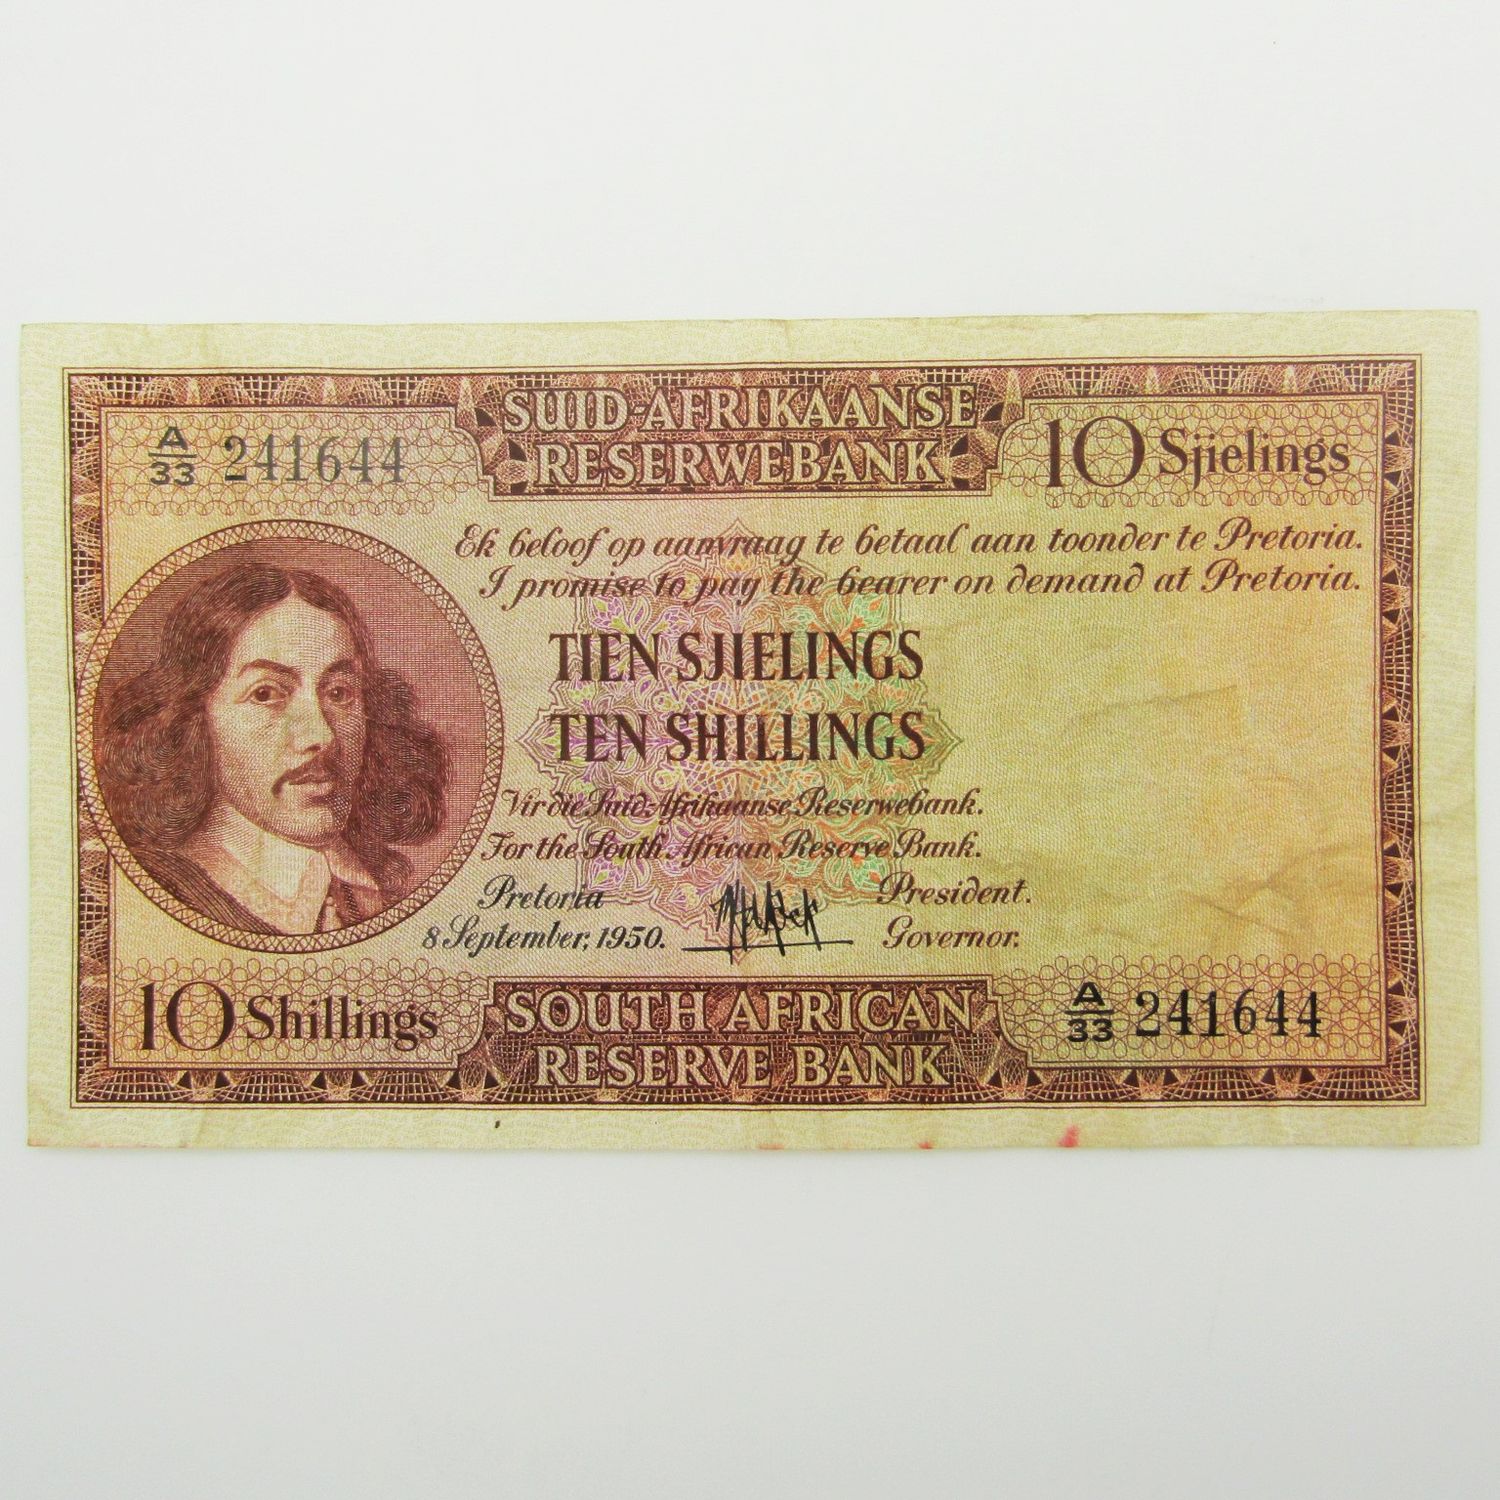 SUID-AFRIKAANSE
RESERWEBANK
A/33 241644
10 Sjielings
Ek beloof op aanvraag te betaal aan toonder te Pretoria.
I promise to pay the bearer on demand at Pretoria.
TIEN SJIELINGS
TEN SHILLINGS
Vir die Suid-Afrikaanse Reserwebank.
For the South African Reserve Bank.
Pretoria
8 September, 1950.
President.
Governor.
10 Shillings
SOUTH AFRICAN
RESERVE BANK
A/33 241644